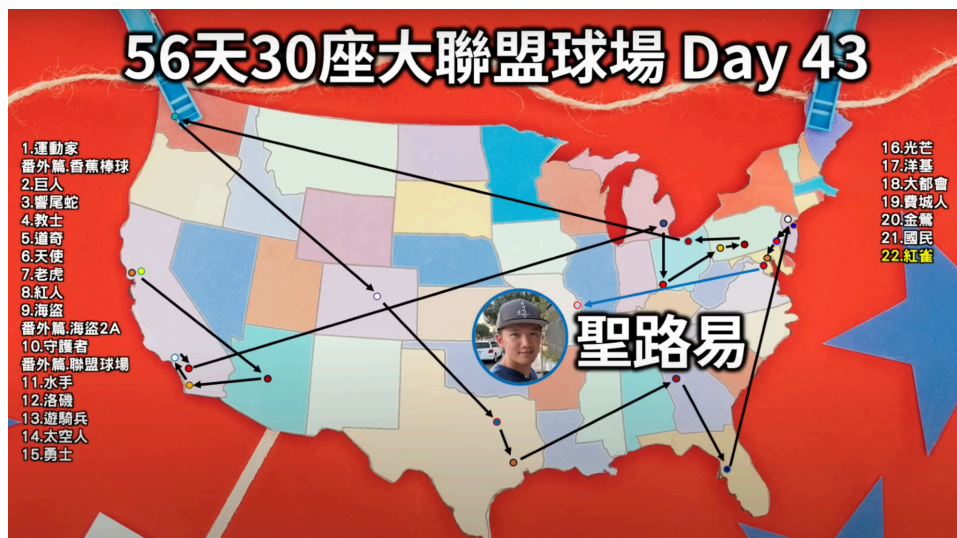 56天30座大聯盟球場 Day 43
1.運動家
番外篇.香蕉棒球
2.巨人
3.響尾蛇
4.教士
5.道奇
6.天使
7.老虎
8.紅人
9.海盜
番外篇.海盜2A
10.守護者
番外篇.聯盟球場
11.水手
12.洛磯
13.遊騎兵
14.太空人
15.勇士
16.光芒
17.洋基
18.大都會
19.費城人
20.金鶯
21.國民
22.紅雀
聖路易